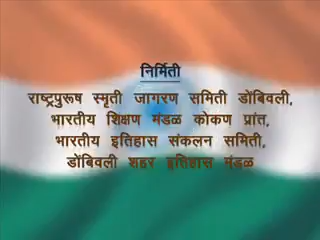 निर्मिती
राष्ट्रपुरूष स्मृती जागरण समिती डोंबिवली,
भारतीय शिक्षण मंडळ कोकण प्रांत,
भारतीय इतिहास संकलन समिती,
डोंबिवली शहर इतिहास मंडळ